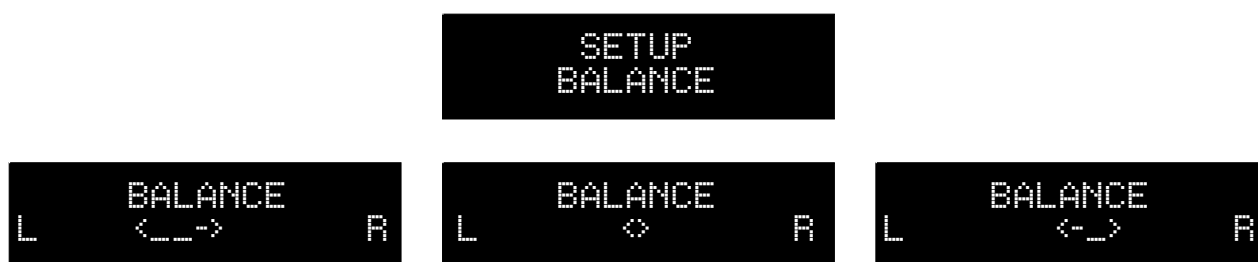 SETUP
BALANCE
BALANCE
L <__-> R
BALANCE
L <> R
BALANCE
L <-_> R